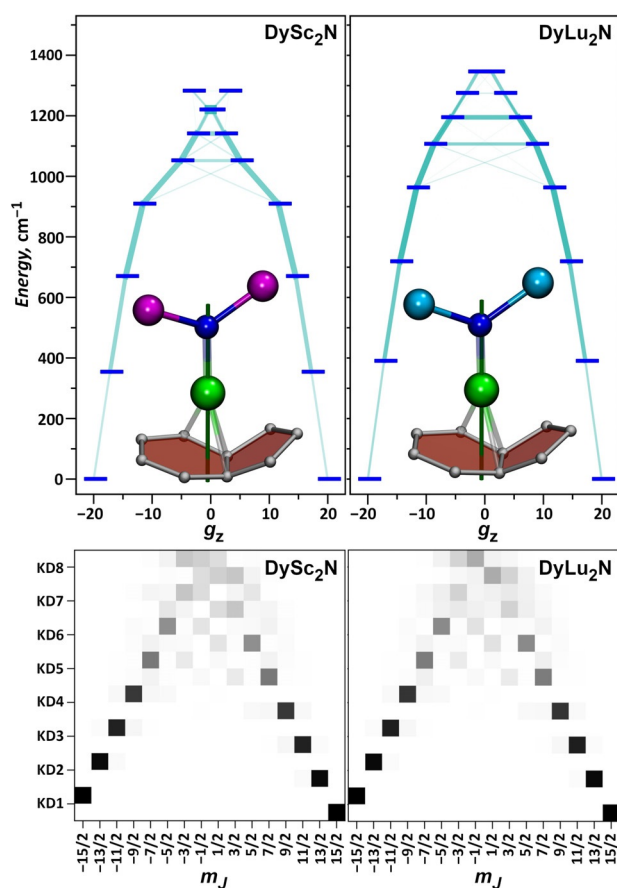 DySc2N
DyLu2N
Energy, cm−1
1400
1200
1000
800
600
400
200
0
−20 −10 0 10 20
−20 −10 0 10 20
gz
gz
DySc2N
DyLu2N
KD8
KD7
KD6
KD5
KD4
KD3
KD2
KD1
−15/2 −13/2 −11/2 −9/2 −7/2 −5/2 −3/2 −1/2 1/2 3/2 5/2 7/2 9/2 11/2 13/2 15/2
−15/2 −13/2 −11/2 −9/2 −7/2 −5/2 −3/2 −1/2 1/2 3/2 5/2 7/2 9/2 11/2 13/2 15/2
mJ
mJ